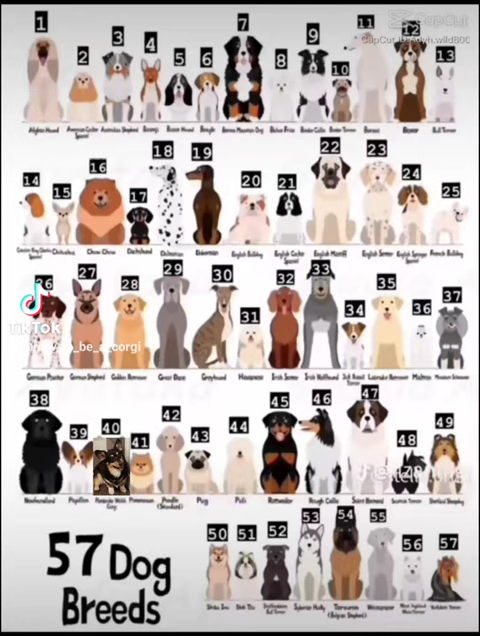 1
2
3
4
5
6
7
8
9
10
11
12
13
CapCut
Afghan Hound
American Cocker Spaniel
Australian Shepherd
Basenji
Basset Hound
Beagle
Bernese Mountain Dog
Bichon Frise
Border Collie
Border Terrier
Borzoi
Boxer
Bull Terrier
14
15
16
17
18
19
20
21
22
23
24
25
Cavalier King Charles Spaniel
Chihuahua
Chow Chow
Dachshund
Dalmatian
Doberman
English Bulldog
English Cocker Spaniel
English Mastiff
English Setter
English Springer Spaniel
French Bulldog
26
27
28
29
30
31
32
33
34
35
36
37
TikTok
_be_a_corgi
German Pointer
German Shepherd
Golden Retriever
Great Dane
Greyhound
Havanese
Irish Setter
Irish Wolfhound
Jack Russell Terrier
Labrador Retriever
Maltese
Miniature Schnauzer
38
39
40
41
42
43
44
45
46
47
48
49
Newfoundland
Papillon
Pembroke Welsh Corgi
Pomeranian
Poodle (Standard)
Pug
Puli
Rottweiler
Rough Collie
Saint Bernard
Scottish Terrier
Shetland Sheepdog
57 Dog
Breeds
50
51
52
53
54
55
56
57
Shiba Inu
Shih Tzu
Staffordshire Bull Terrier
Siberian Husky
Tervueren (Belgian Shepherd)
Weimaraner
West Highland White Terrier
Yorkshire Terrier